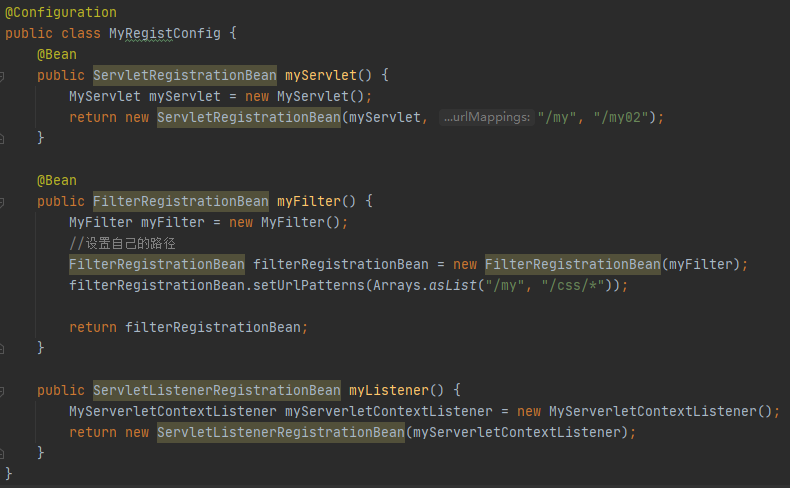 @Configuration
public class MyRegistConfig {
    @Bean
    public ServletRegistrationBean myServlet() {
        MyServlet myServlet = new MyServlet();
        return new ServletRegistrationBean(myServlet, ...urlMappings: "/my", "/my02");
    }

    @Bean
    public FilterRegistrationBean myFilter() {
        MyFilter myFilter = new MyFilter();
        //设置自己的路径
        FilterRegistrationBean filterRegistrationBean = new FilterRegistrationBean(myFilter);
        filterRegistrationBean.setUrlPatterns(Arrays.asList("/my", "/css/*"));

        return filterRegistrationBean;
    }

    public ServletListenerRegistrationBean myListener() {
        MyServerletContextListener myServerletContextListener = new MyServerletContextListener();
        return new ServletListenerRegistrationBean(myServerletContextListener);
    }
}